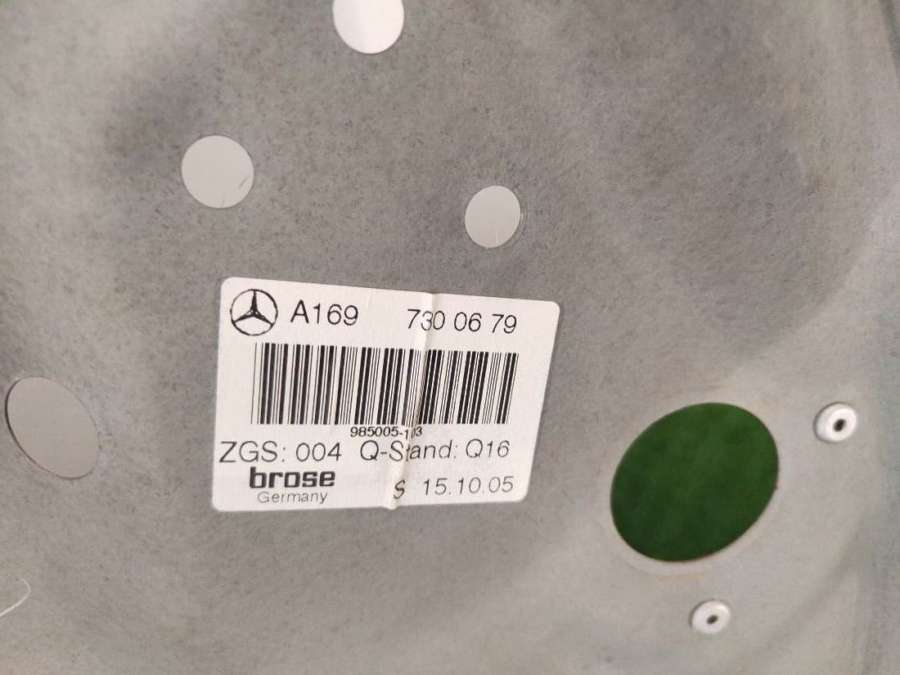 A169 730 06 79
985005-103
ZGS: 004 Q-Stand: Q16
brose S 15.10.05
Germany